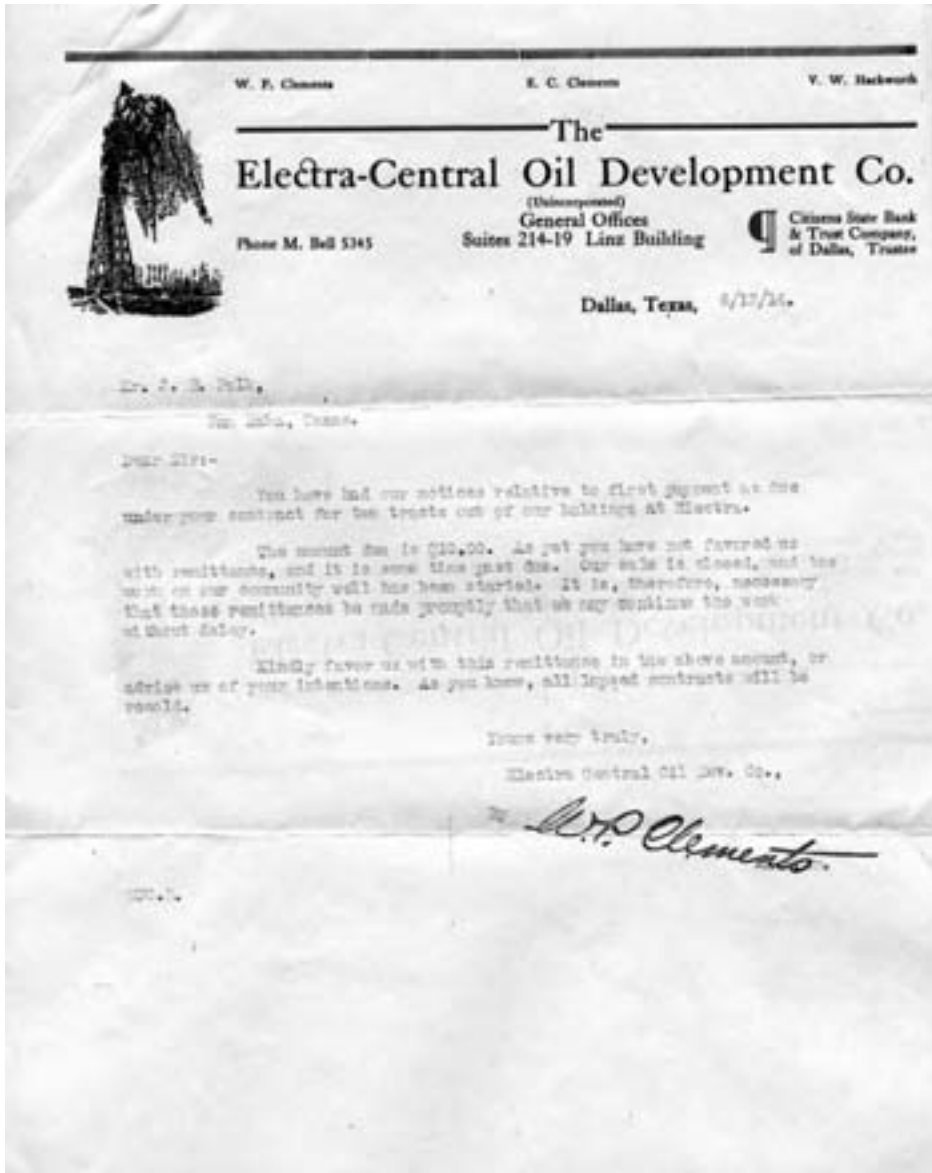 W. P. Clements E. C. Clements V. W. Hackworth
The
Electra-Central Oil Development Co.
(Unincorporated)
General Offices
Suites 214-19 Linz Building
Phone M. Bell 5345
Citizens State Bank
& Trust Company,
of Dallas, Trustee
Dallas, Texas,
Mr. J. Polk,
Texas.
Dear Sir:-
You have had our notices relative to first payment as due
under your contract for ten tracts out of our holdings at Electra.
The amount due is $10.00. As yet you have not favored us
with remittance, and it is some time past due. Our sale is closed, and the
work on our community well has been started. It is, therefore, necessary
that these remittances be made promptly that we may continue the work
without delay.
Kindly favor us with this remittance in the above amount, or
advise us of your intentions. As you know, all lapsed contracts will be
resold.
Yours very truly,
Electra Central Oil Dev. Co.,
By W.P. Clements.